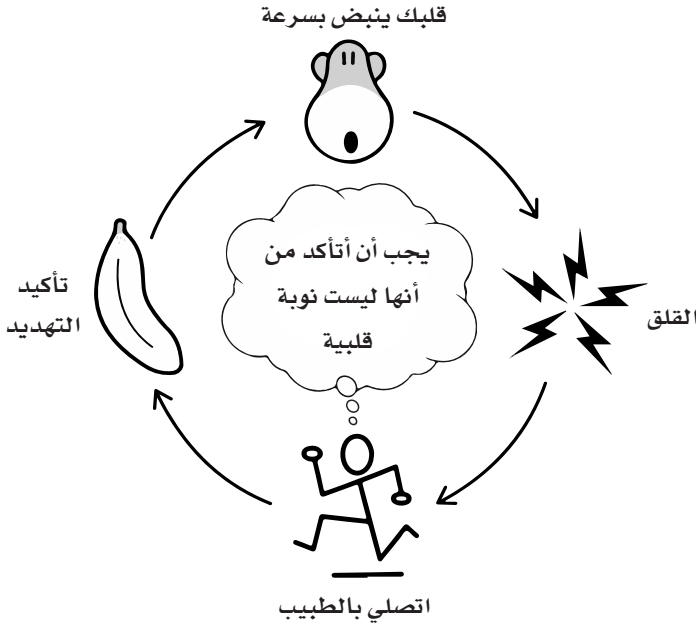 قلبك ينبض بسرعة
يجب أن أتأكد من
أنها ليست نوبة
قلبية
القلق
تأكيد
التهديد
اتصلي بالطبيب